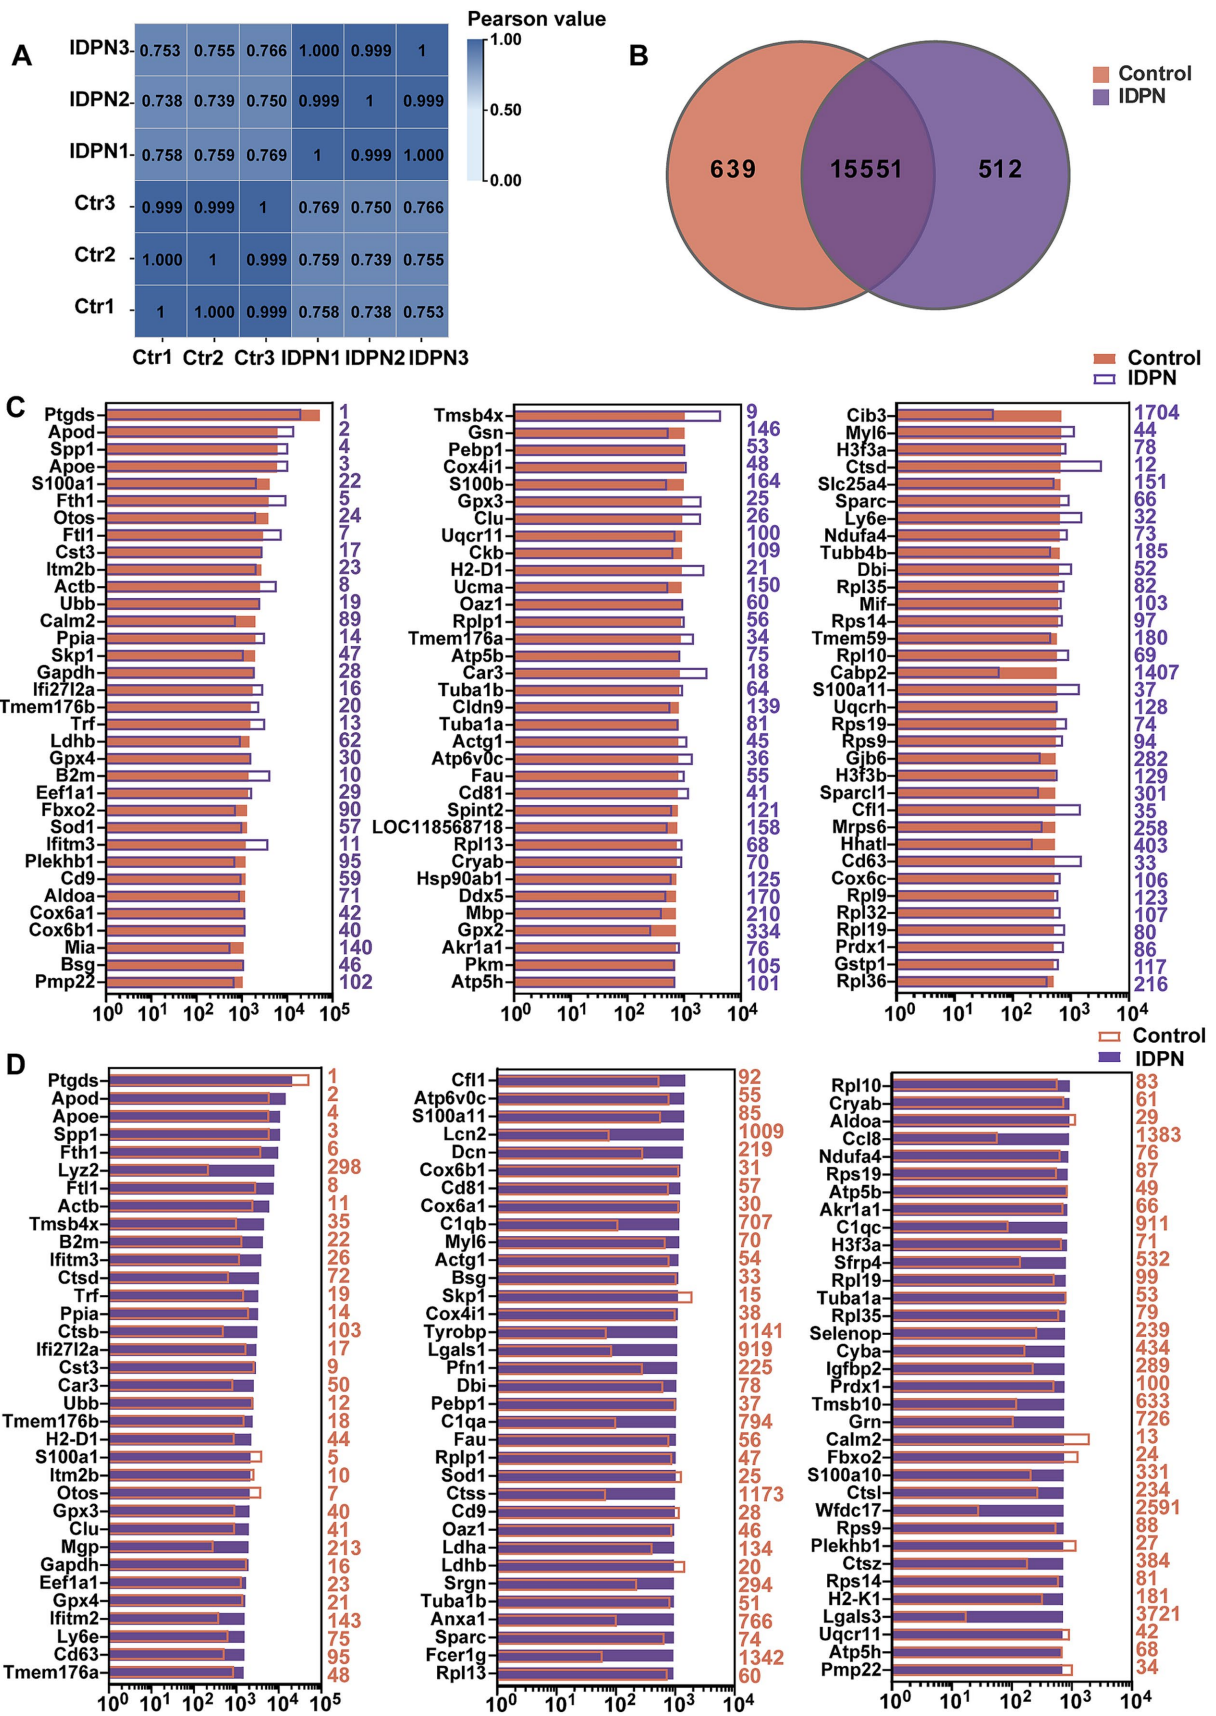 A
Pearson value
IDPN3 0.753 0.755 0.766 1.000 0.999 1
IDPN2 0.738 0.739 0.750 0.999 1 0.999
IDPN1 0.758 0.759 0.769 1 0.999 1.000
Ctr3 0.999 0.999 1 0.769 0.750 0.766
Ctr2 1.000 1 0.999 0.759 0.739 0.755
Ctr1 1 1.000 0.999 0.758 0.738 0.753
Ctr1 Ctr2 Ctr3 IDPN1 IDPN2 IDPN3
1.00
0.50
0.00
B
Control
IDPN
639 15551 512
C
Control
IDPN
Ptgds 1
Apod 2
Spp1 4
Apoe 3
S100a1 22
Fth1 5
Otos 24
Ftl1 7
Cst3 17
Itm2b 23
Actb 8
Ubb 19
Calm2 89
Ppia 14
Skp1 47
Gapdh 28
Ifi27l2a 16
Tmem176b 20
Trf 13
Ldhb 62
Gpx4 30
B2m 10
Eef1a1 29
Fbxo2 90
Sod1 57
Ifitm3 11
Plekhb1 95
Cd9 59
Aldoa 71
Cox6a1 42
Cox6b1 40
Mia 140
Bsg 46
Pmp22 102
10⁰ 10¹ 10² 10³ 10⁴ 10⁵
Tmsb4x 9
Gsn 146
Pebp1 53
Cox4i1 48
S100b 164
Gpx3 25
Clu 26
Uqcr11 100
Ckb 109
H2-D1 21
Ucma 150
Oaz1 60
Rplp1 56
Tmem176a 34
Atp5b 75
Car3 18
Tuba1b 64
Cldn9 139
Tuba1a 81
Actg1 45
Atp6v0c 36
Fau 55
Cd81 41
Spint2 121
LOC118568718 158
Rpl13 68
Cryab 70
Hsp90ab1 125
Ddx5 170
Mbp 210
Gpx2 334
Akr1a1 76
Pkm 105
Atp5h 101
10⁰ 10¹ 10² 10³ 10⁴
Cib3 1704
Myl6 44
H3f3a 78
Ctsd 12
Slc25a4 151
Sparc 66
Ly6e 32
Ndufa4 73
Tubb4b 185
Dbi 52
Rpl35 82
Mif 103
Rps14 97
Tmem59 180
Rpl10 69
Cabp2 1407
S100a11 37
Uqcrh 128
Rps19 74
Rps9 94
Gjb6 282
H3f3b 129
Sparcl1 301
Cfl1 35
Mrps6 258
Hhatl 403
Cd63 33
Cox6c 106
Rpl9 123
Rpl32 107
Rpl19 80
Prdx1 86
Gstp1 117
Rpl36 216
10⁰ 10¹ 10² 10³ 10⁴
D
Control
IDPN
Ptgds 1
Apod 2
Apoe 4
Spp1 3
Fth1 6
Lyz2 298
Ftl1 8
Actb 11
Tmsb4x 35
B2m 22
Ifitm3 26
Ctsd 72
Trf 19
Ppia 14
Ctsb 103
Ifi27l2a 17
Cst3 9
Car3 50
Ubb 12
Tmem176b 18
H2-D1 44
S100a1 5
Itm2b 10
Otos 7
Gpx3 40
Clu 41
Mgp 213
Gapdh 16
Eef1a1 23
Gpx4 21
Ifitm2 143
Ly6e 75
Cd63 95
Tmem176a 48
10⁰ 10¹ 10² 10³ 10⁴ 10⁵
Cfl1 92
Atp6v0c 55
S100a11 85
Lcn2 1009
Dcn 219
Cox6b1 31
Cd81 57
Cox6a1 30
C1qb 707
Myl6 70
Actg1 54
Bsg 33
Skp1 15
Cox4i1 38
Tyrobp 1141
Lgals1 919
Pfn1 225
Dbi 78
Pebp1 37
C1qa 794
Fau 56
Rplp1 47
Sod1 25
Ctss 1173
Cd9 28
Oaz1 46
Ldha 134
Ldhb 20
Srgn 294
Tuba1b 51
Anxa1 766
Sparc 74
Fcer1g 1342
Rpl13 60
10⁰ 10¹ 10² 10³ 10⁴
Rpl10 83
Cryab 61
Aldoa 29
Ccl8 1383
Ndufa4 76
Rps19 87
Atp5b 49
Akr1a1 66
C1qc 911
H3f3a 71
Sfrp4 532
Rpl19 99
Tuba1a 53
Rpl35 79
Selenop 239
Cyba 434
Igfbp2 289
Prdx1 100
Tmsb10 633
Grn 726
Calm2 13
Fbxo2 24
S100a10 331
Ctsl 234
Wfdc17 2591
Rps9 88
Plekhb1 27
Ctsz 384
Rps14 81
H2-K1 181
Lgals3 3721
Uqcr11 42
Atp5h 68
Pmp22 34
10⁰ 10¹ 10² 10³ 10⁴